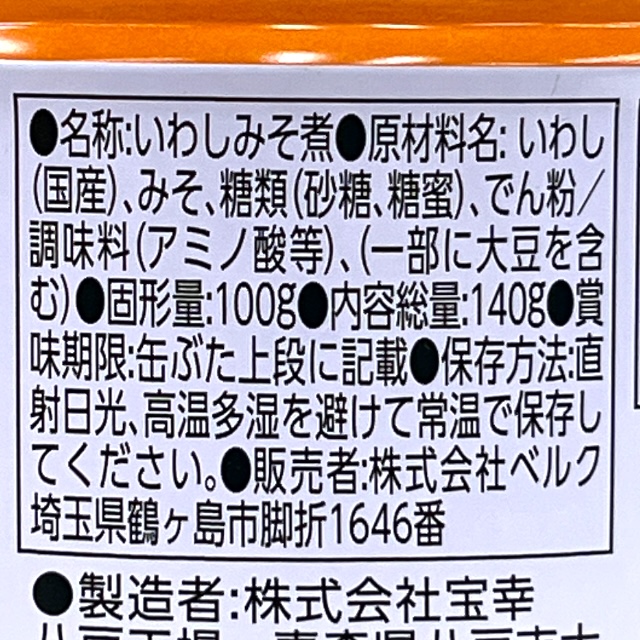 ●名称:いわしみそ煮●原材料名: いわし
(国産)、みそ、糖類(砂糖、糖蜜)、でん粉/
調味料(アミノ酸等)、(一部に大豆を含
む)●固形量:100g●内容総量:140g●賞
味期限:缶ぶた上段に記載●保存方法:直
射日光、高温多湿を避けて常温で保存し
てください。●販売者:株式会社ベルク
埼玉県鶴ヶ島市脚折1646番
●製造者:株式会社宝幸